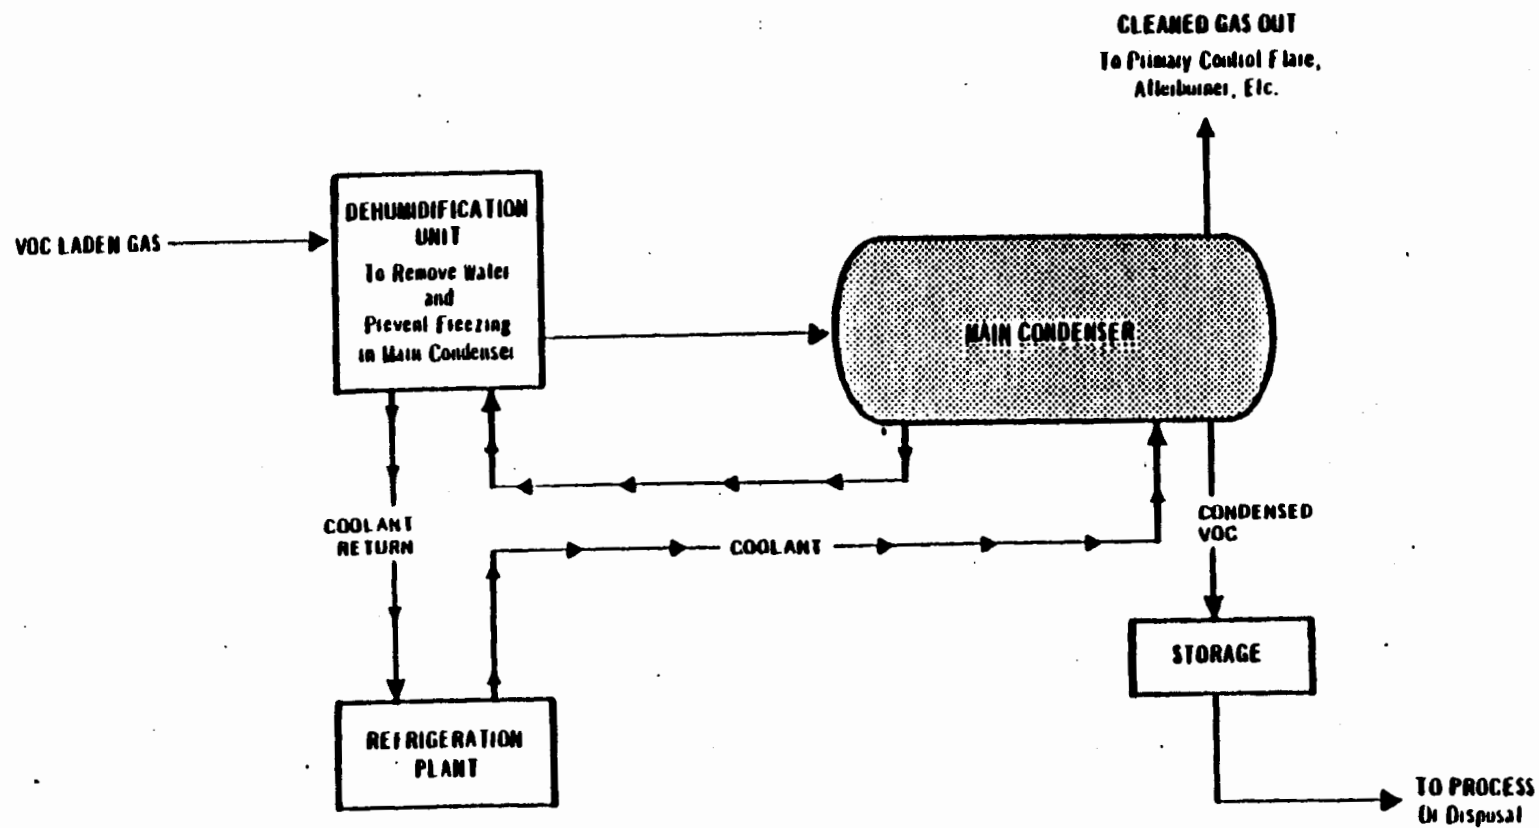 CLEANED GAS OUT
To Primary Control Flare,
Afterburner, Etc.
DEHUMIDIFICATION
UNIT
To Remove Water
and
Prevent Freezing
in Main Condenser
VOC LADEN GAS
MAIN CONDENSER
COOLANT
RETURN
COOLANT
CONDENSED
VOC
STORAGE
REFRIGERATION
PLANT
TO PROCESS
Or Disposal